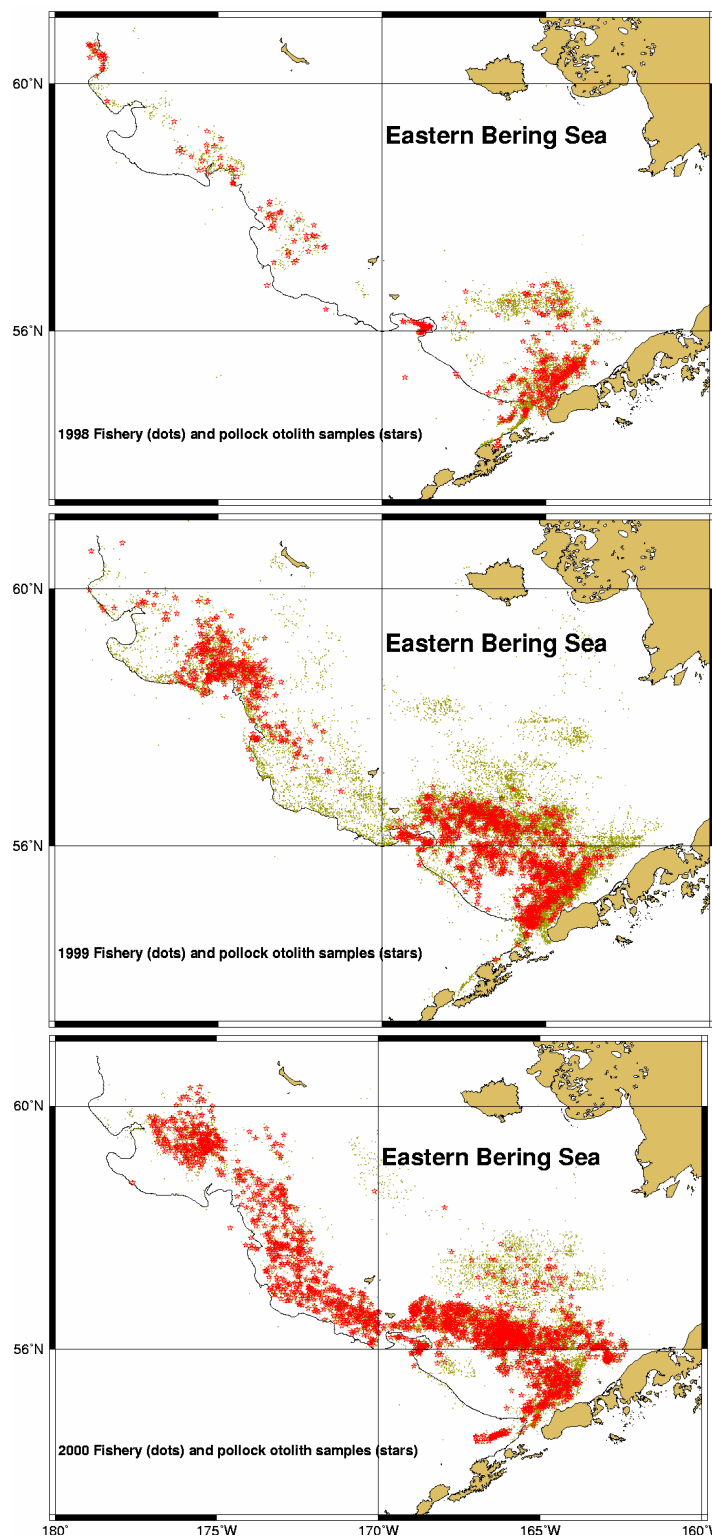 60°N
Eastern Bering Sea
56°N
1998 Fishery (dots) and pollock otolith samples (stars)
60°N
Eastern Bering Sea
56°N
1999 Fishery (dots) and pollock otolith samples (stars)
60°N
Eastern Bering Sea
56°N
2000 Fishery (dots) and pollock otolith samples (stars)
180° 175°W 170°W 165°W 160°